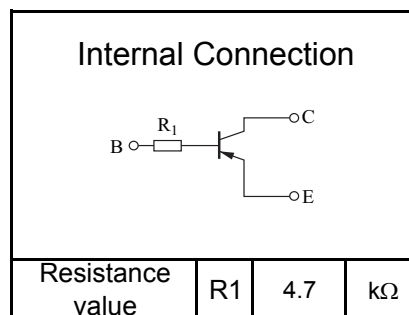 Internal Connection
R1
C
B
E
Resistance value R1 4.7 kΩ